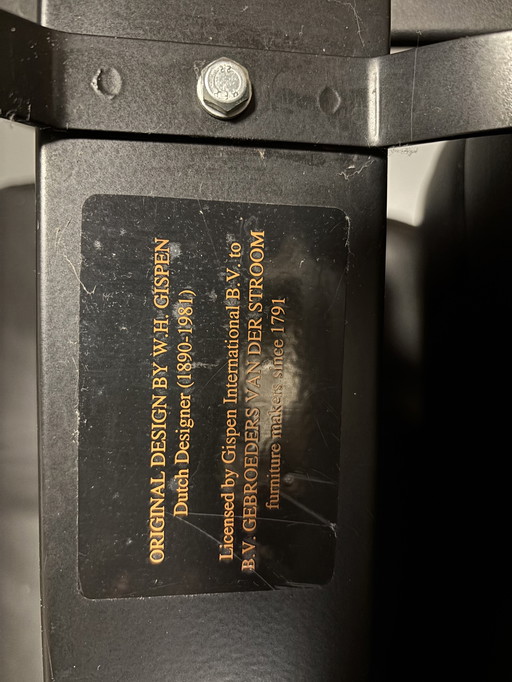 ORIGINAL DESIGN BY W.H. GISPEN
Dutch Designer (1890-1981)
Licensed by Gispen International B.V. to
B.V. GEBROEDERS VAN DER STROOM
furniture makers since 1791